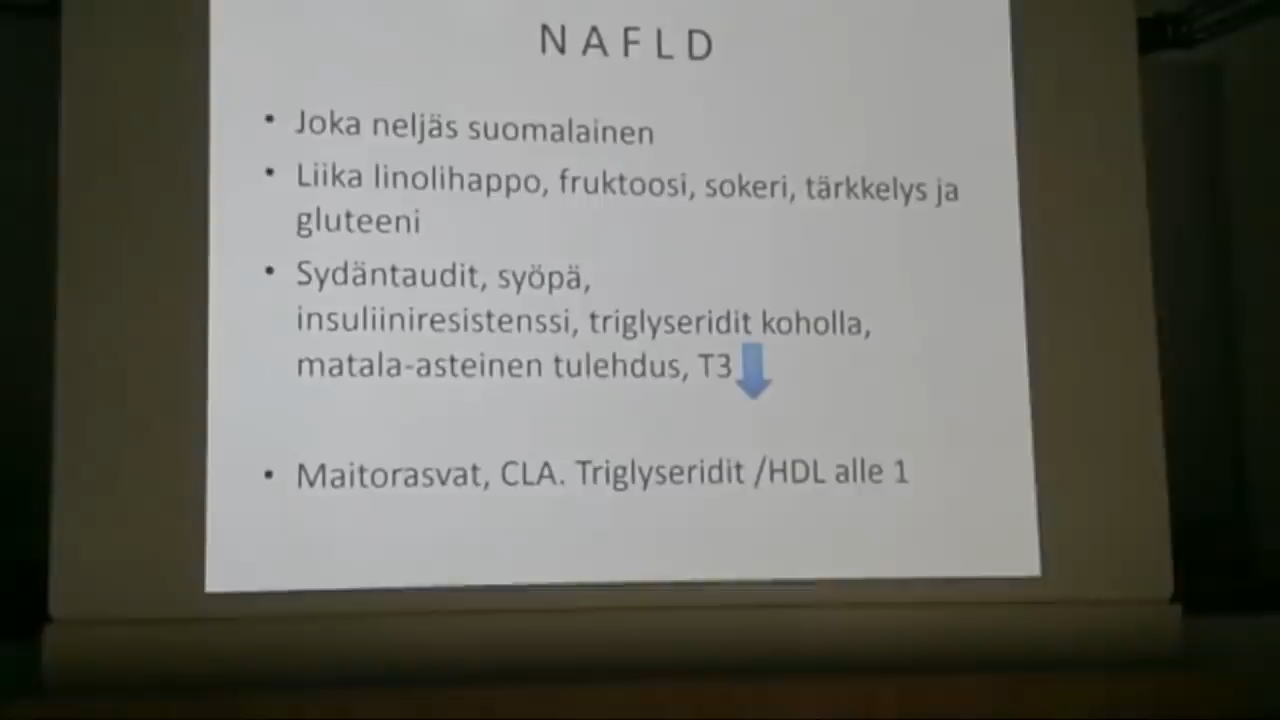 N A F L D
• Joka neljäs suomalainen
• Liika linolihappo, fruktoosi, sokeri, tärkkelys ja
gluteeni
• Sydäntaudit, syöpä,
insuliiniresistenssi, triglyseridit koholla,
matala-asteinen tulehdus, T3
• Maitorasvat, CLA. Triglyseridit /HDL alle 1